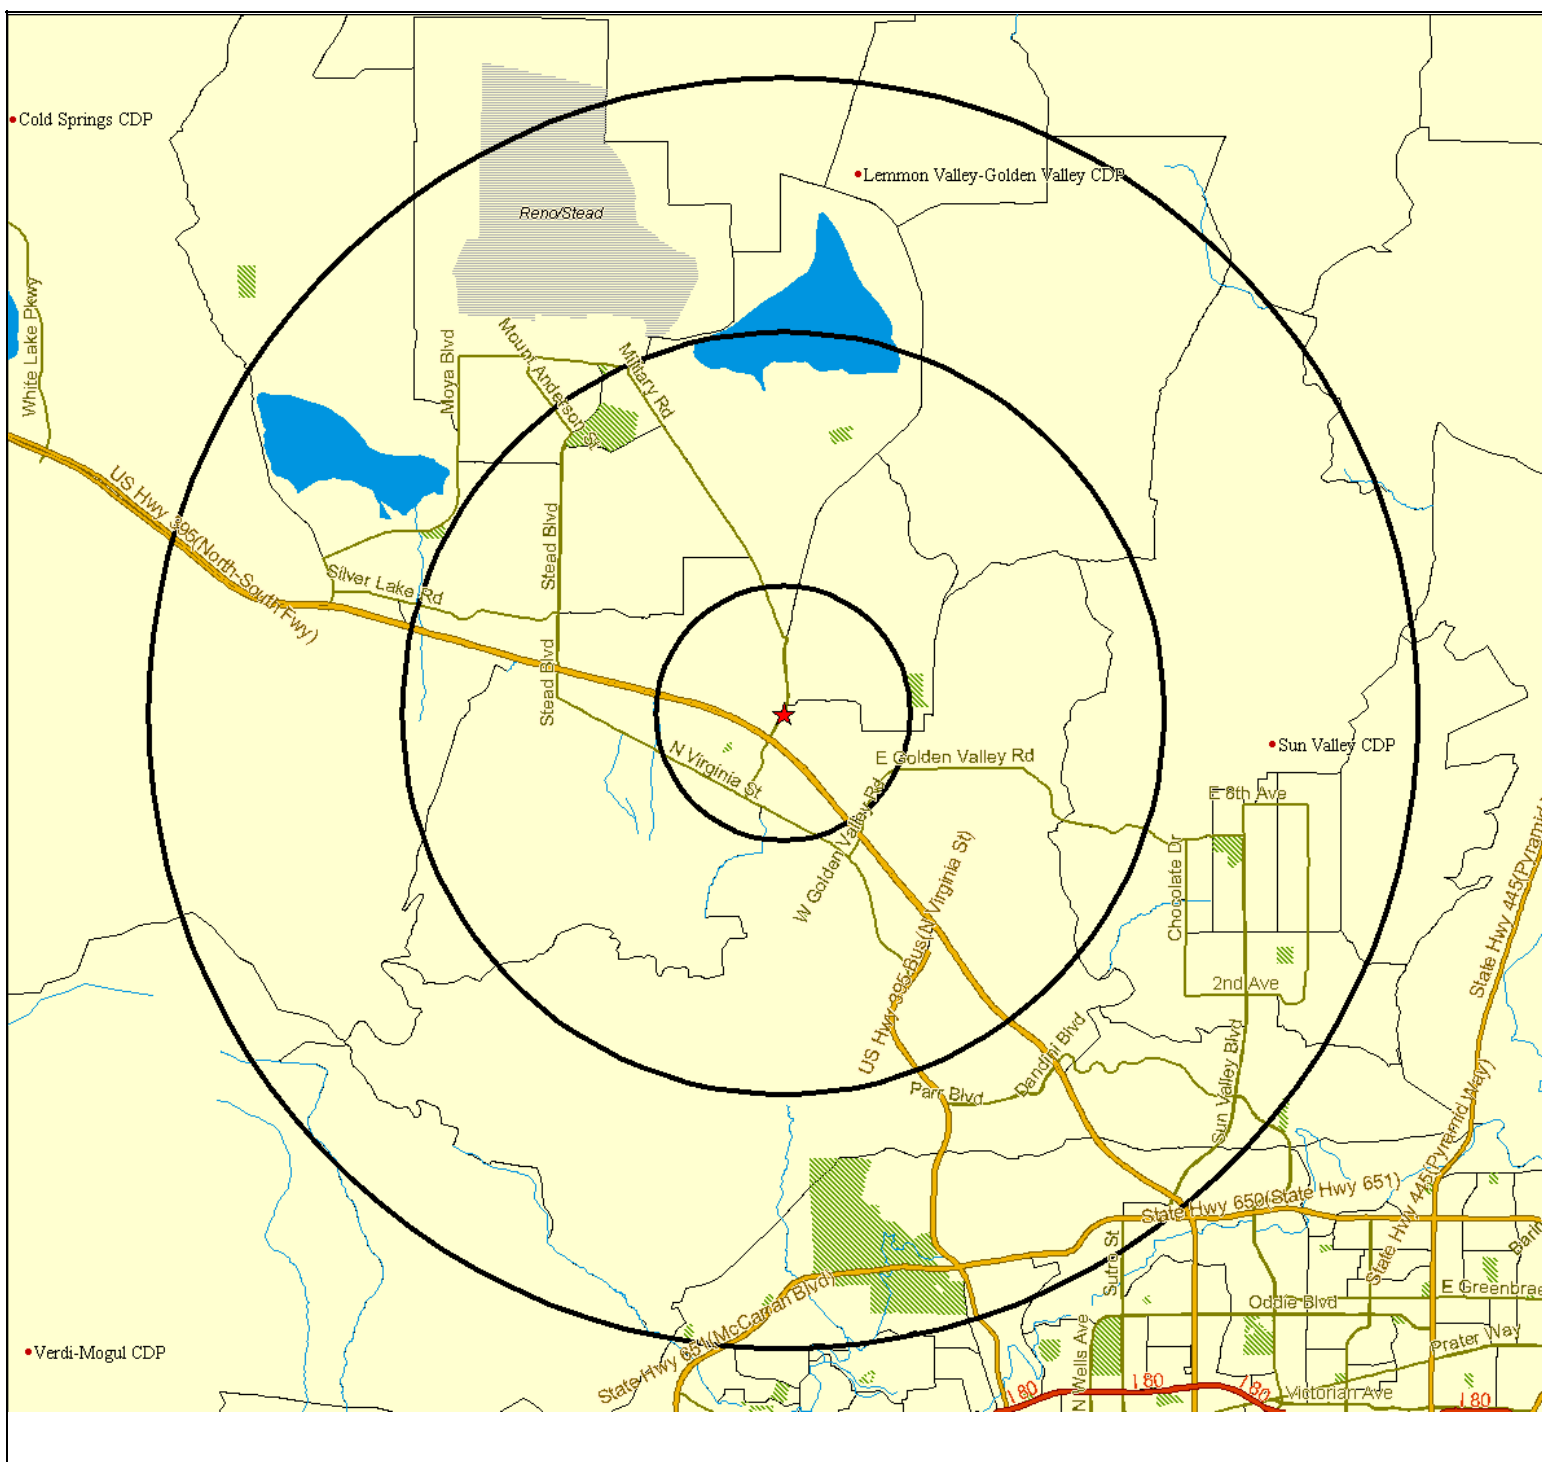 Cold Springs CDP
Lemmon Valley-Golden Valley CDP
Reno/Stead
White Lake Pkwy
Moya Blvd
Mount Anderson St
Military Rd
US Hwy 395(North-South Fwy)
Stead Blvd
Silver Lake Rd
Stead Blvd
N Virginia St
E Golden Valley Rd
Sun Valley CDP
W Golden Valley Rd
E 6th Ave
Chocolate Dr
State Hwy 445(Pyramid
US Hwy 395 Bus(N Virginia St)
2nd Ave
Dandini Blvd
Parr Blvd
Sun Valley Blvd
State Hwy 445(Pyramid Way)
State Hwy 650(State Hwy 651)
Sutro St
State Hwy 651(McCarran Blvd)
Oddie Blvd
E Greenbrae
Prater Way
Verdi-Mogul CDP
N Wells Ave
I 80
I 80
I 80
Victorian Ave
I 80